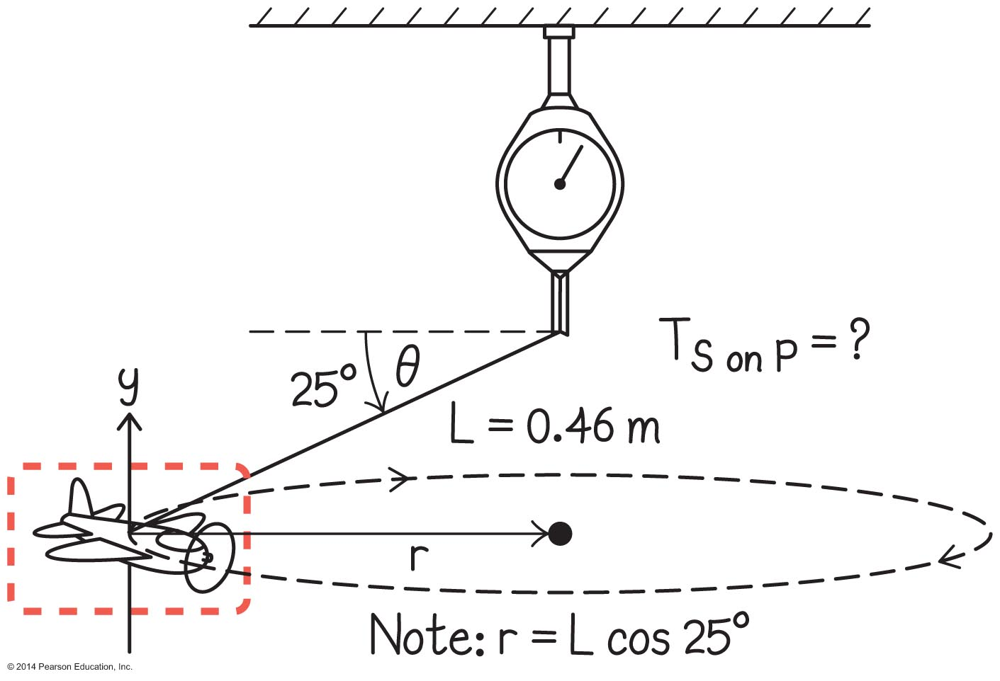 T S on P = ?
25° θ
y
L = 0.46 m
r
Note: r = L cos 25°
© 2014 Pearson Education, Inc.